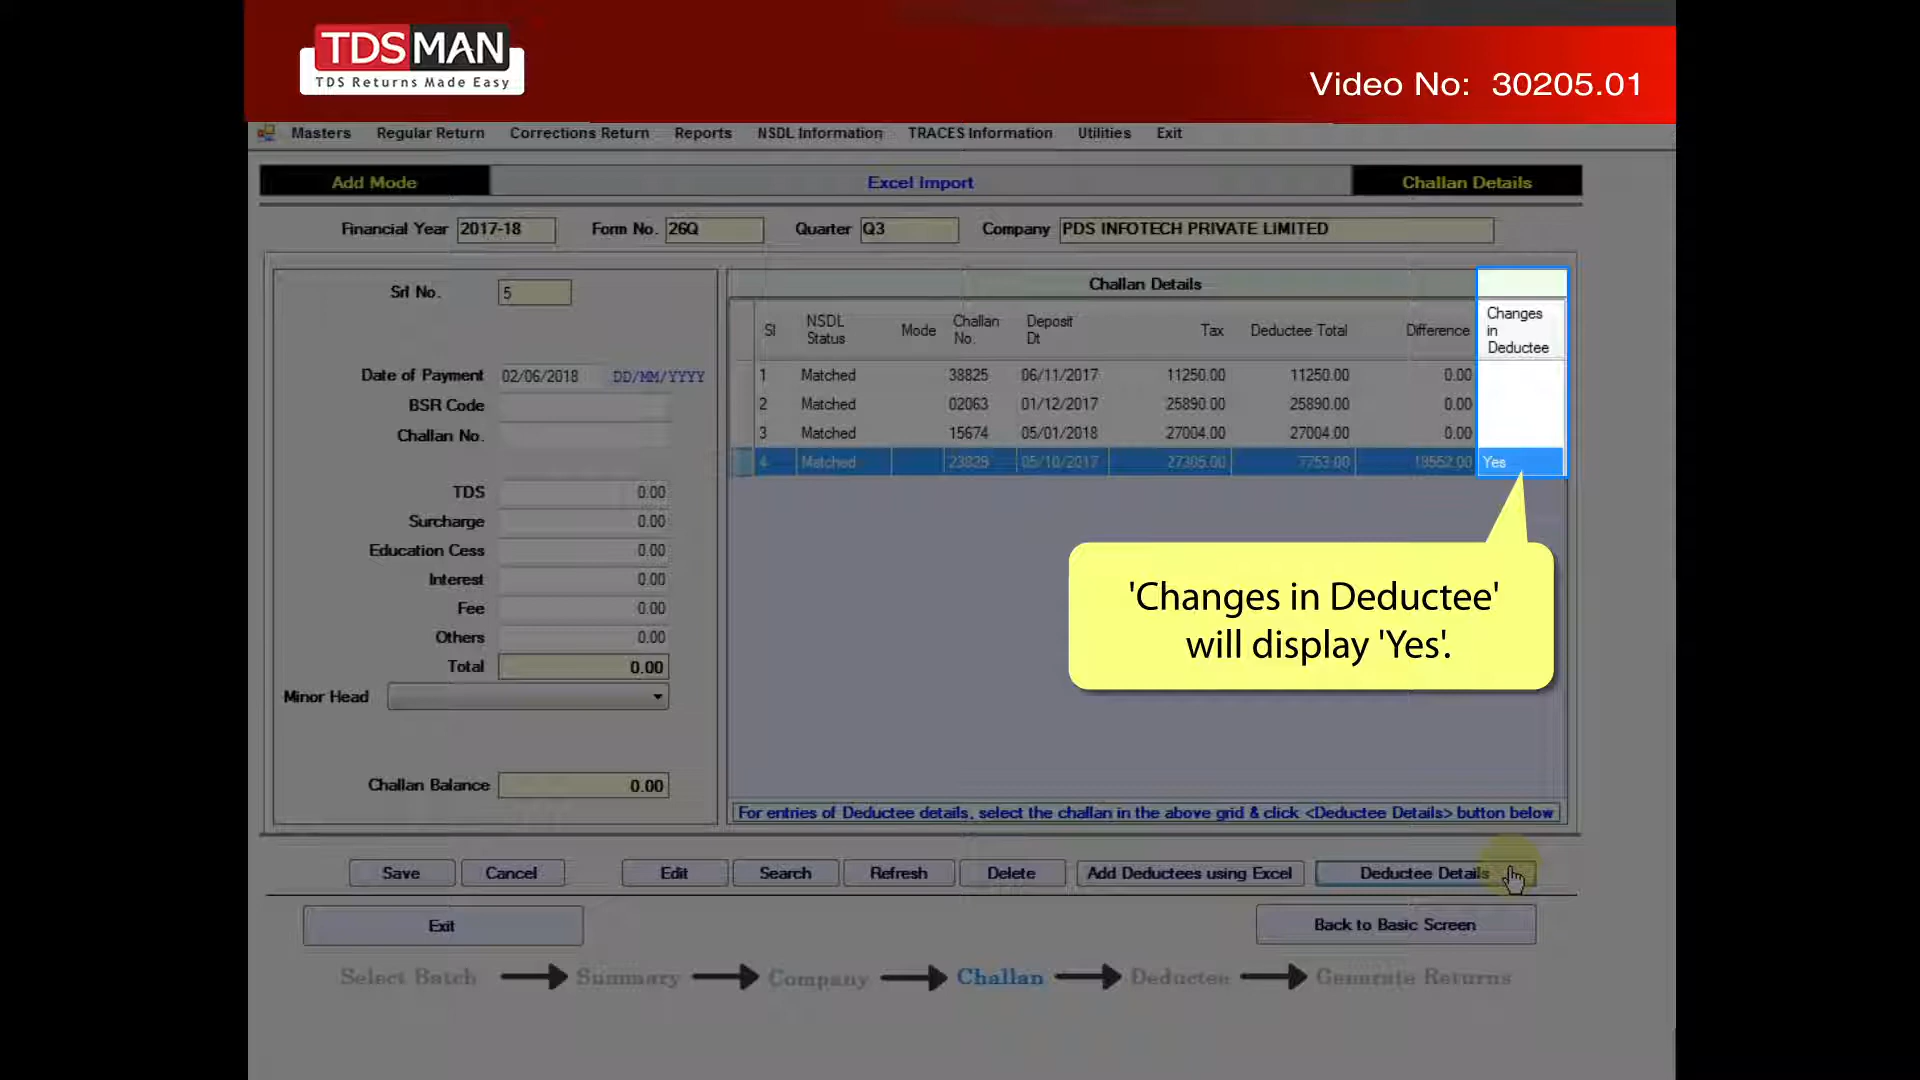 TDSMAN
TDS Returns Made Easy
Video No: 30205.01
Masters Regular Return Corrections Return Reports NSDL Information TRACES Information Utilities Exit
Add Mode Excel Import Challan Details
Financial Year 2017-18 Form No. 26Q Quarter Q3 Company PDS INFOTECH PRIVATE LIMITED
Srl No. 5
Date of Payment 02/06/2018 DD/MM/YYYY
BSR Code
Challan No.
TDS 0.00
Surcharge 0.00
Education Cess 0.00
Interest 0.00
Fee 0.00
Others 0.00
Total 0.00
Minor Head
Challan Balance 0.00
Challan Details
Sl NSDL Status Mode Challan No. Deposit Dt Tax Deductee Total Difference Changes in Deductee
1 Matched 38825 06/11/2017 11250.00 11250.00 0.00
2 Matched 02063 01/12/2017 25890.00 25890.00 0.00
3 Matched 15674 05/01/2018 27004.00 27004.00 0.00
4 Matched 23829 05/10/2017 27305.00 7753.00 Yes
'Changes in Deductee'
will display 'Yes'.
For entries of Deductee details, select the challan in the above grid & click <Deductee Details> button below
Save Cancel Edit Search Refresh Delete Add Deductees using Excel Deductee Details
Exit Back to Basic Screen
Select Batch Summary Company Challan Deductee Generate Returns